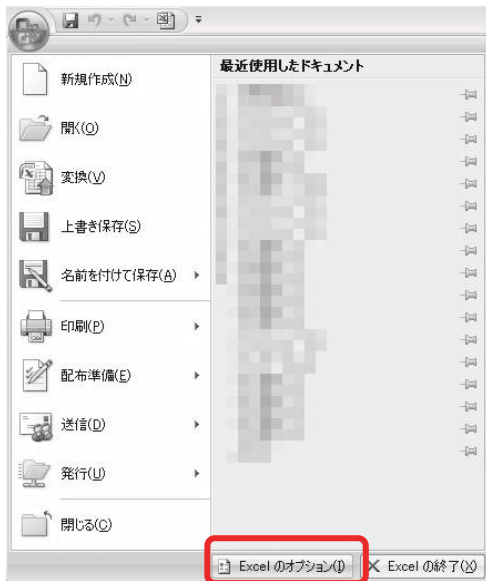 最近使用したドキュメント
新規作成(N)
開く(O)
変換(V)
上書き保存(S)
名前を付けて保存(A)
印刷(P)
配布準備(E)
送信(D)
発行(U)
閉じる(C)
Excel のオプション(I)
Excel の終了(X)